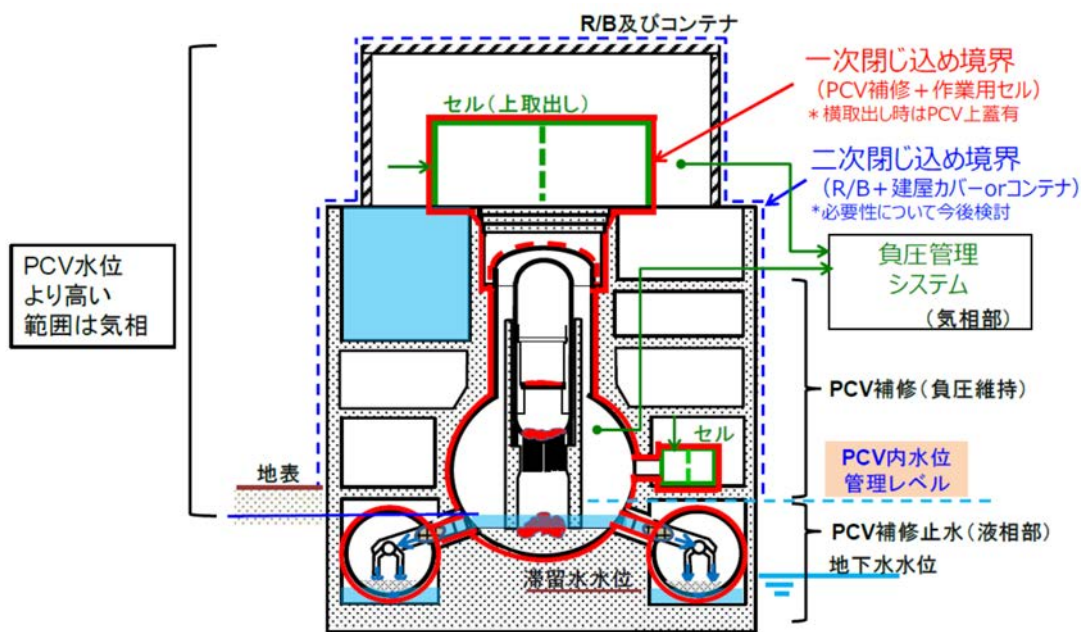 R/B及びコンテナ
一次閉じ込め境界
(PCV補修+作業用セル)
*横取出し時はPCV上蓋有
セル(上取出し)
二次閉じ込め境界
(R/B+建屋カバーorコンテナ)
*必要性について今後検討
負圧管理
システム
(気相部)
PCV水位
より高い
範囲は気相
PCV補修(負圧維持)
セル
PCV内水位
管理レベル
地表
PCV補修止水(液相部)
地下水水位
滞留水水位